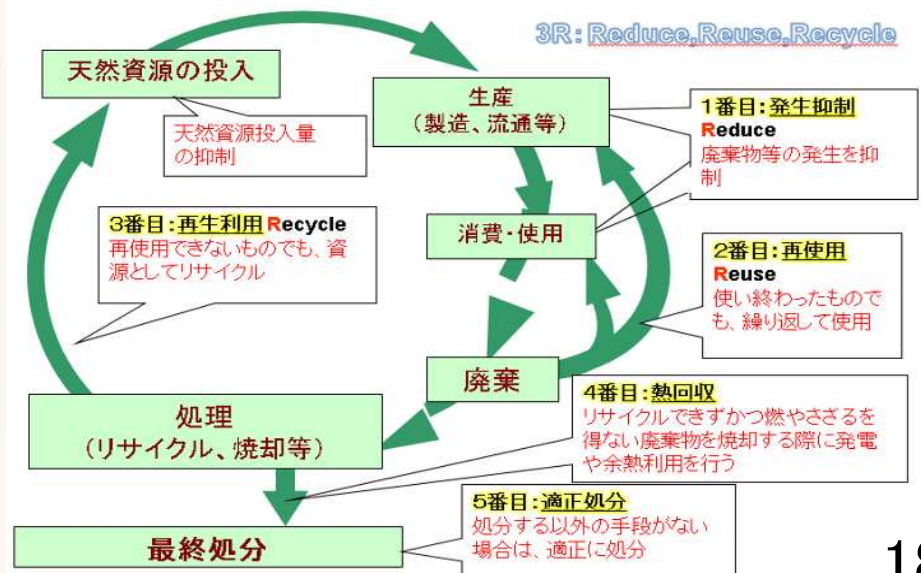 3R:Reduce,Reuse,Recycle
天然資源の投入
天然資源投入量
の抑制
生産
(製造、流通等)
1番目:発生抑制
Reduce
廃棄物等の発生を抑
制
3番目:再生利用 Recycle
再使用できないものでも、資
源としてリサイクル
消費・使用
2番目:再使用
Reuse
使い終わったもので
も、繰り返して使用
廃棄
処理
(リサイクル、焼却等)
4番目:熱回収
リサイクルできずかつ燃やさざるを
得ない廃棄物を焼却する際に発電
や余熱利用を行う
5番目:適正処分
処分する以外の手段がない
場合は、適正に処分
最終処分
18